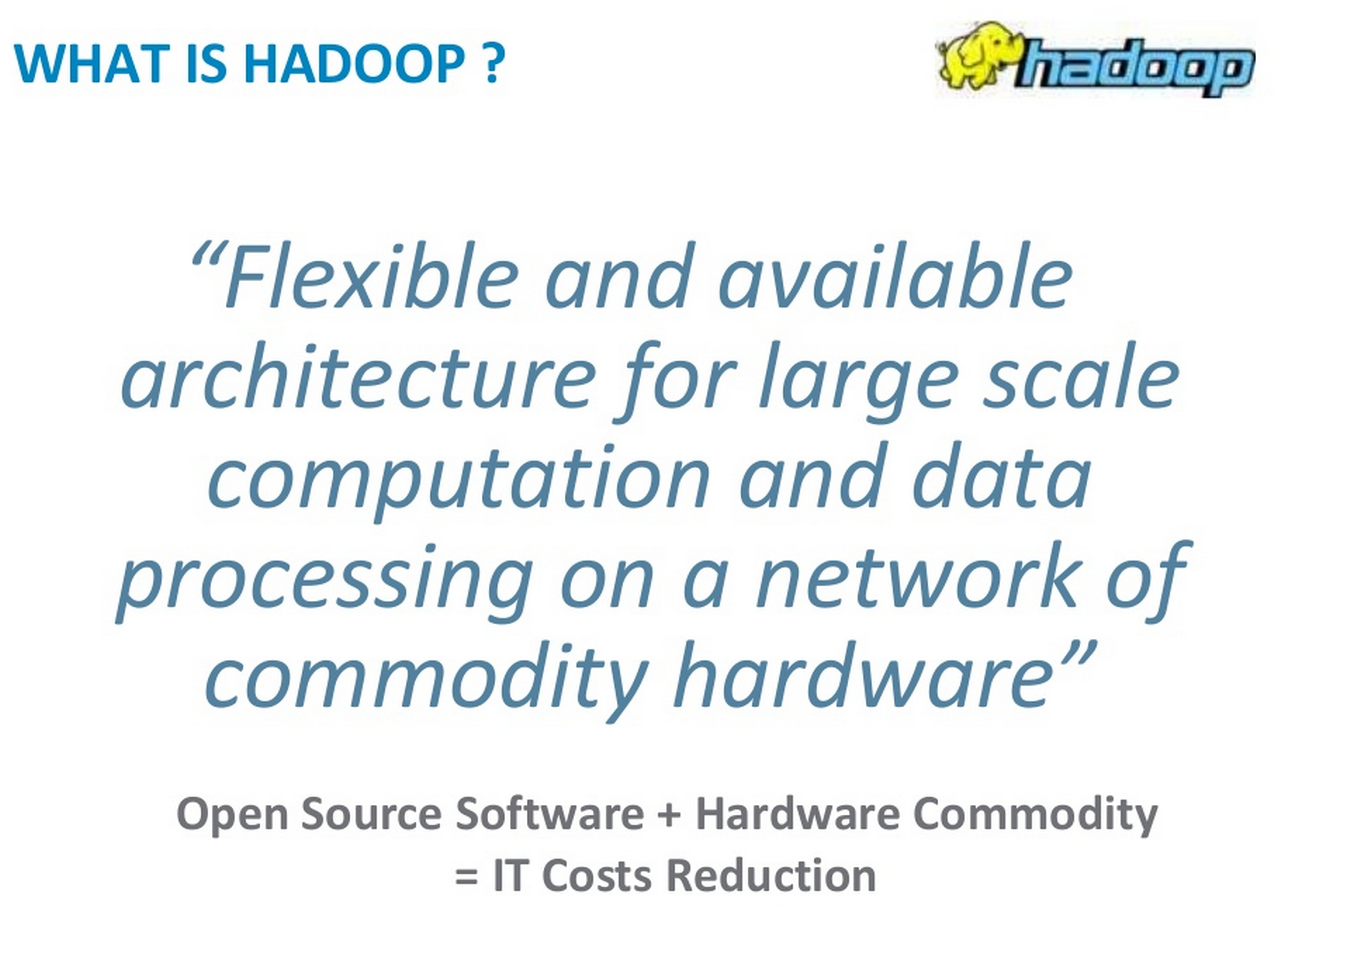 WHAT IS HADOOP ?
hadoop
“Flexible and available
architecture for large scale
computation and data
processing on a network of
commodity hardware”
Open Source Software + Hardware Commodity
= IT Costs Reduction